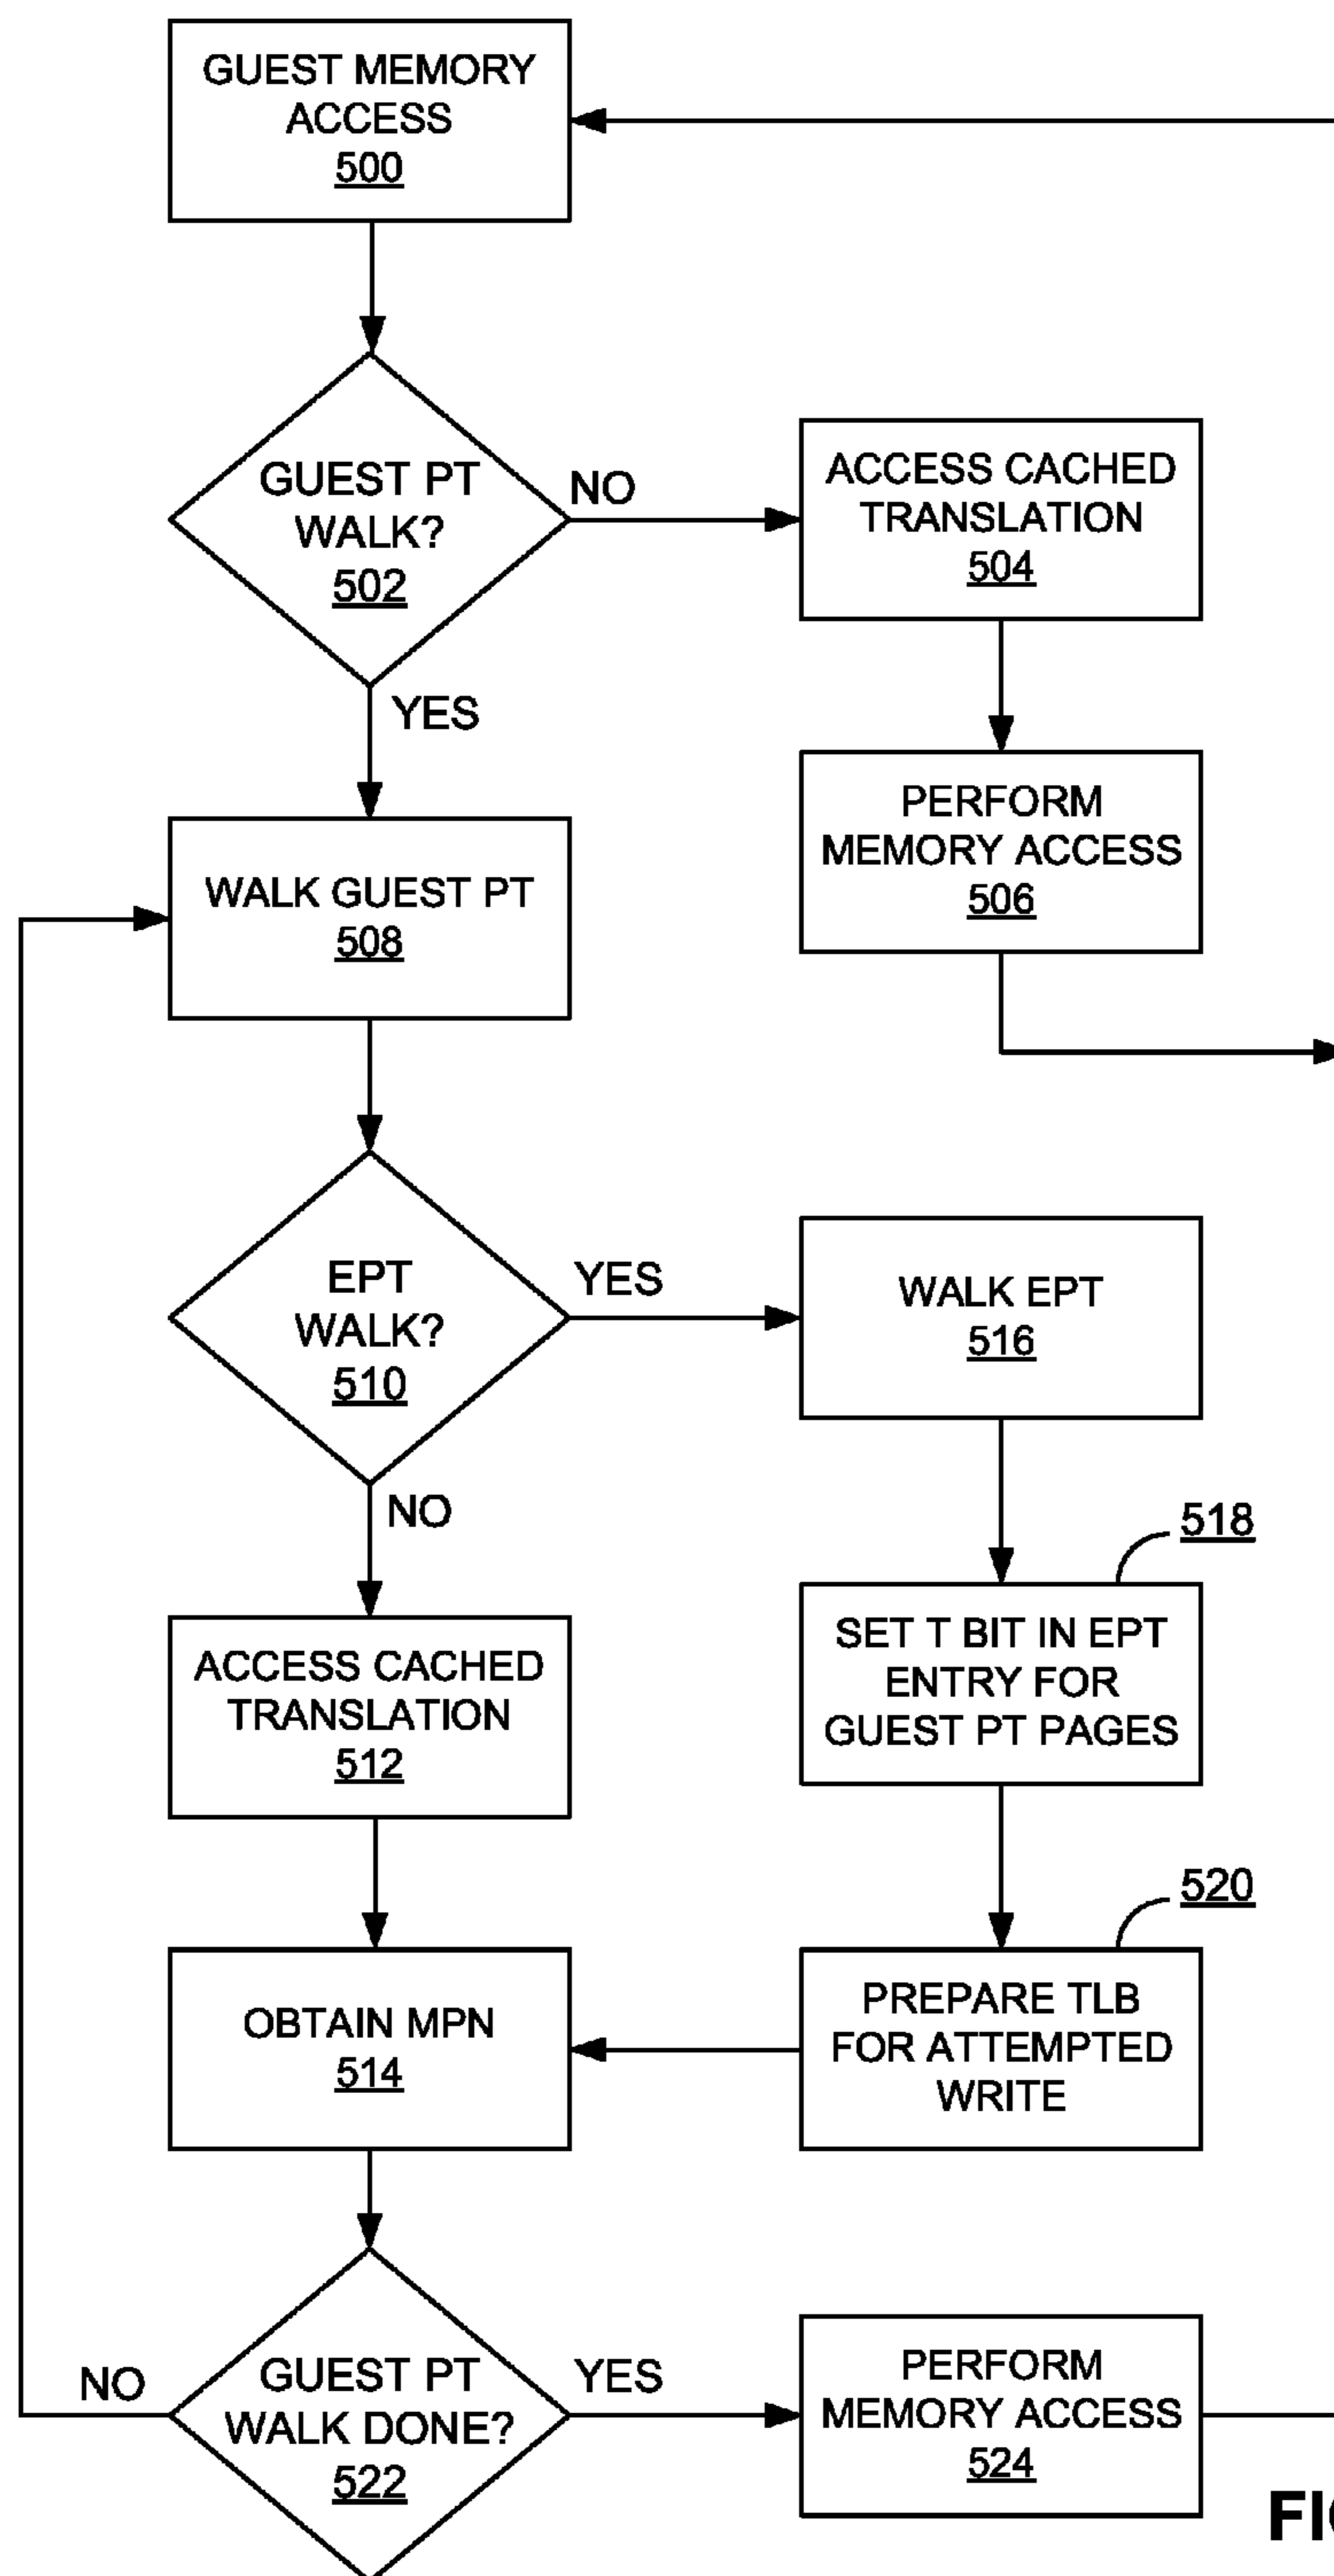 GUEST MEMORY
ACCESS
500
GUEST PT
WALK?
502
NO
YES
ACCESS CACHED
TRANSLATION
504
PERFORM
MEMORY ACCESS
506
WALK GUEST PT
508
EPT
WALK?
510
YES
NO
WALK EPT
516
518
SET T BIT IN EPT
ENTRY FOR
GUEST PT PAGES
ACCESS CACHED
TRANSLATION
512
520
PREPARE TLB
FOR ATTEMPTED
WRITE
OBTAIN MPN
514
GUEST PT
WALK DONE?
522
NO
YES
PERFORM
MEMORY ACCESS
524